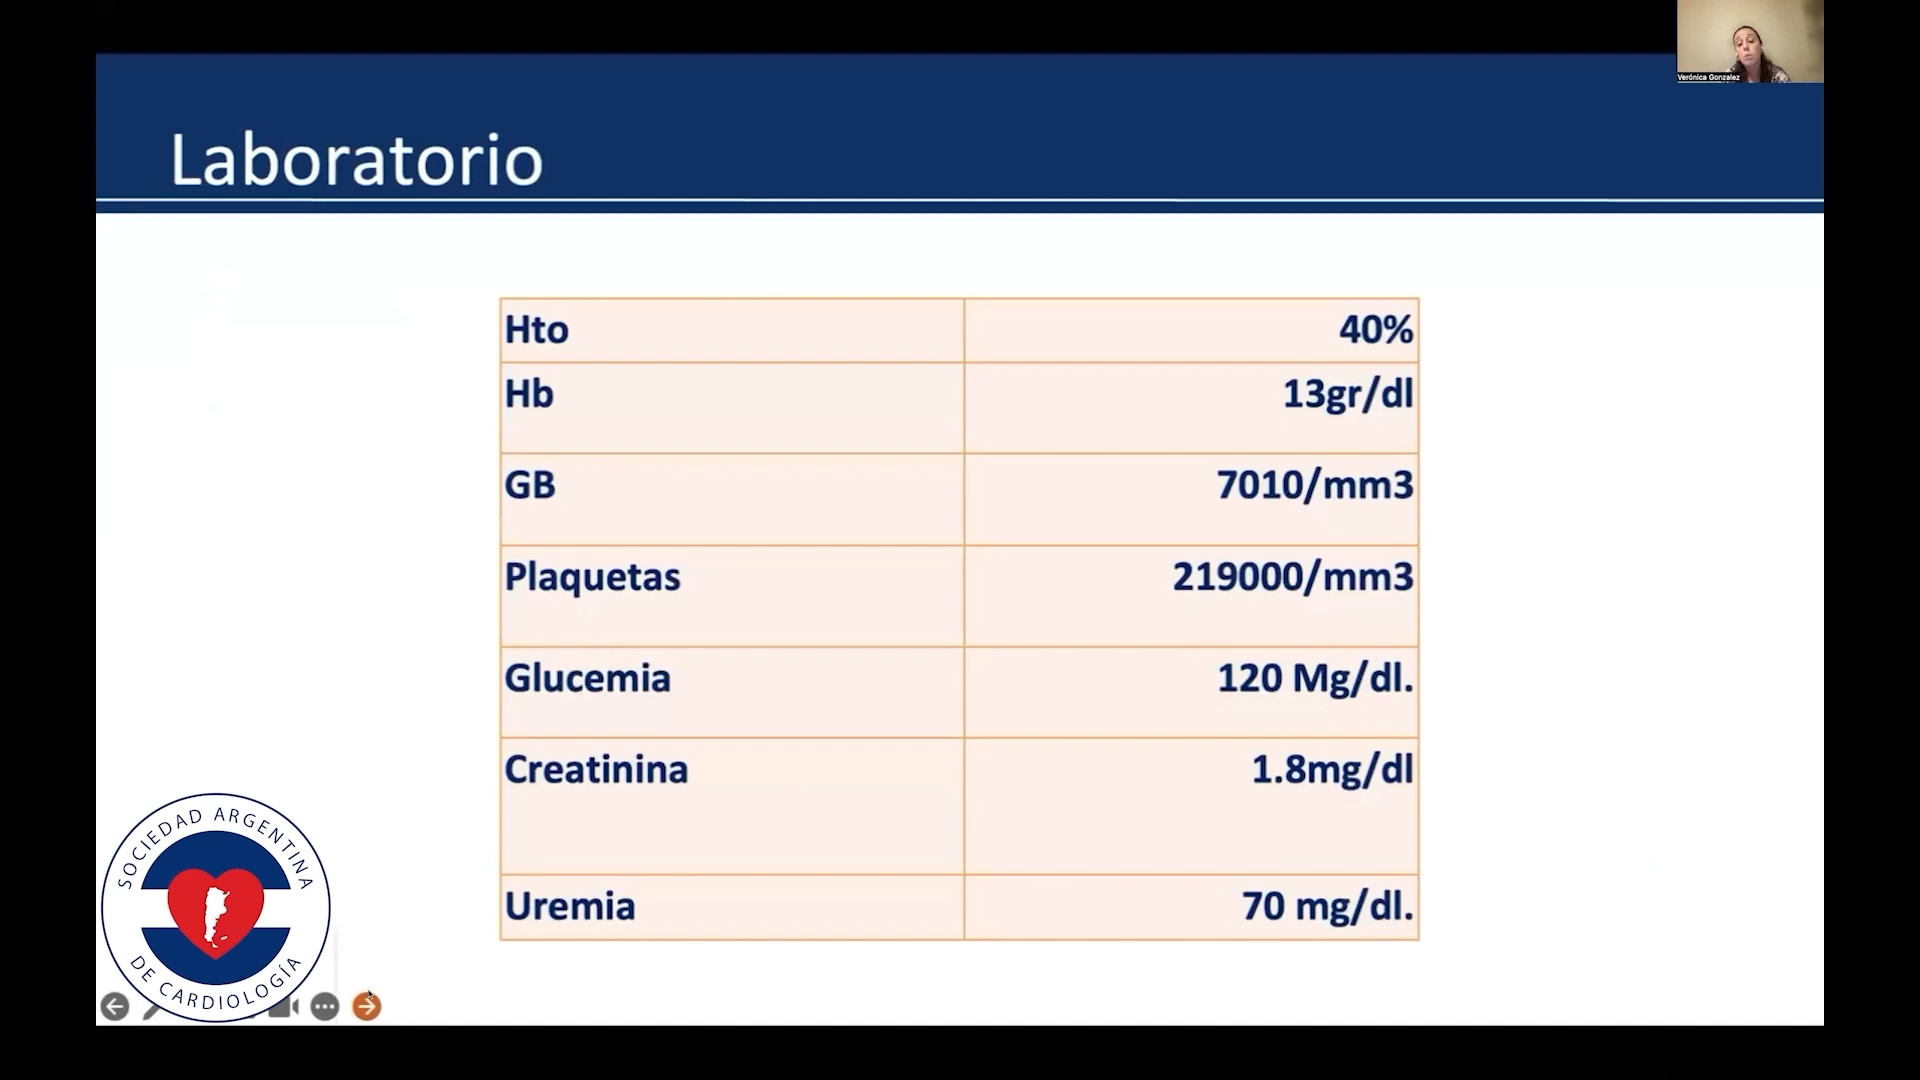 Verónica Gonzalez
Laboratorio
Hto 40%
Hb 13gr/dl
GB 7010/mm3
Plaquetas 219000/mm3
Glucemia 120 Mg/dl.
Creatinina 1.8mg/dl
Uremia 70 mg/dl.
SOCIEDAD ARGENTINA
DE CARDIOLOGÍA